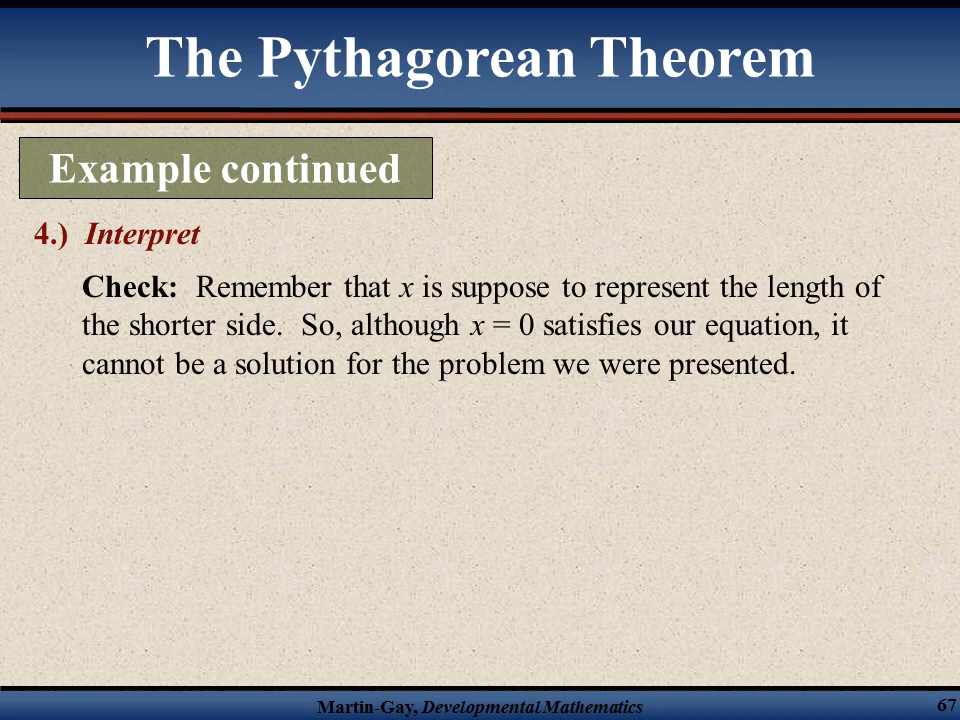 The Pythagorean Theorem
Example continued
4.) Interpret
Check: Remember that x is suppose to represent the length of
the shorter side. So, although x = 0 satisfies our equation, it
cannot be a solution for the problem we were presented.
Martin-Gay, Developmental Mathematics
67